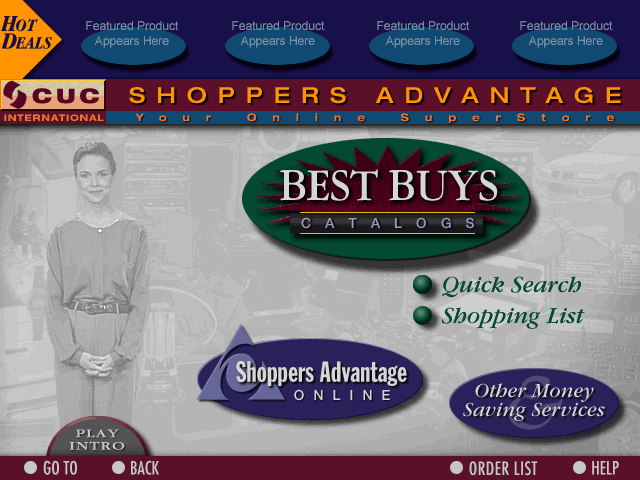 HOT
DEALS
Featured Product
Appears Here
Featured Product
Appears Here
Featured Product
Appears Here
Featured Product
Appears Here
CUC
INTERNATIONAL
SHOPPERS ADVANTAGE
Your Online SuperStore
BEST BUYS
CATALOGS
Quick Search
Shopping List
Shoppers Advantage
ONLINE
&
Other Money
Saving Services
PLAY
INTRO
GO TO
BACK
ORDER LIST
HELP